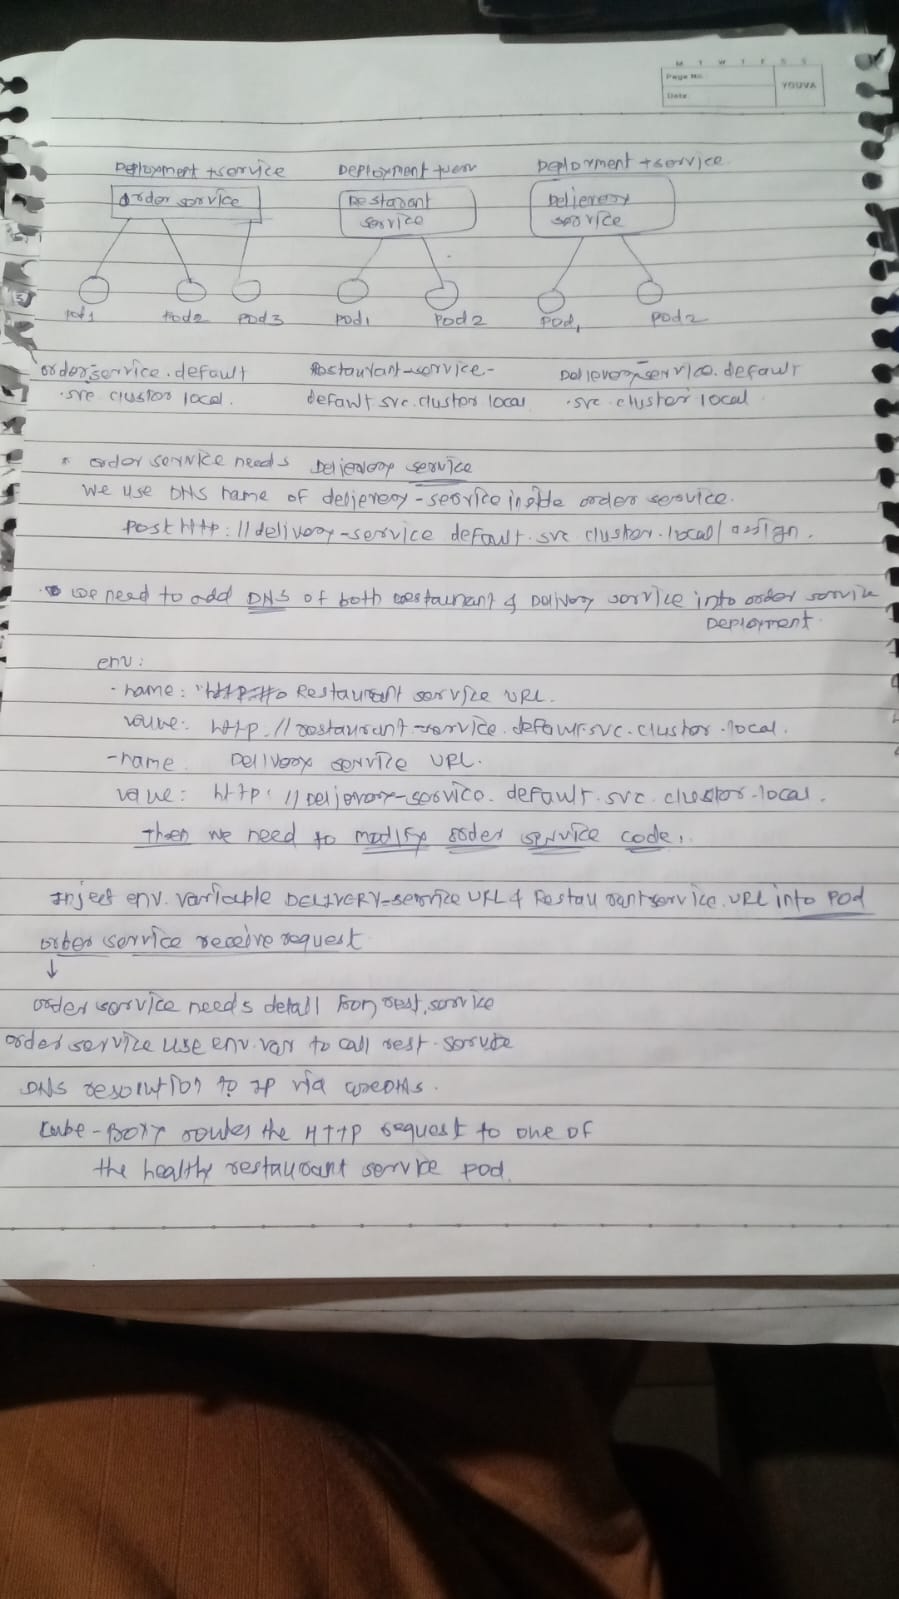 M T W T F S S
Page No.
YOUVA
Date
Deployment + service Deployment Deployment + service
order service Restarant Delievery
service service
Pod1 Pod2 Pod3 Pod1 Pod2 Pod1 Pod2
order-service.default Restaurant-service- Delievery-service.default
.svc cluster local. default svc.cluster local .svc.cluster local
* order service needs Delievery service
We use DNS name of delievery-service inside order service.
Post http://delivery-service default.svc cluster.local/assign.
we need to add DNS of both restaurant & Delivery service into order service
Deployment.
env:
- name: Restaurant service URL.
value: http.//restaurant-service.default.svc.cluster.local.
-name Delivery service URL.
value: http://Delievery-service.default.svc.cluster.local.
Then we need to modify order service code.
Inject env.variable DELIVERY-service URL & Restaurantservice.URL into Pod
order service receive request
↓
order service needs detail from rest.service
order service use env.var to call rest.service
DNS resolution to IP via coreDNS.
kube-Proxy routes the HTTP request to one of
the healthy restaurant service pod.